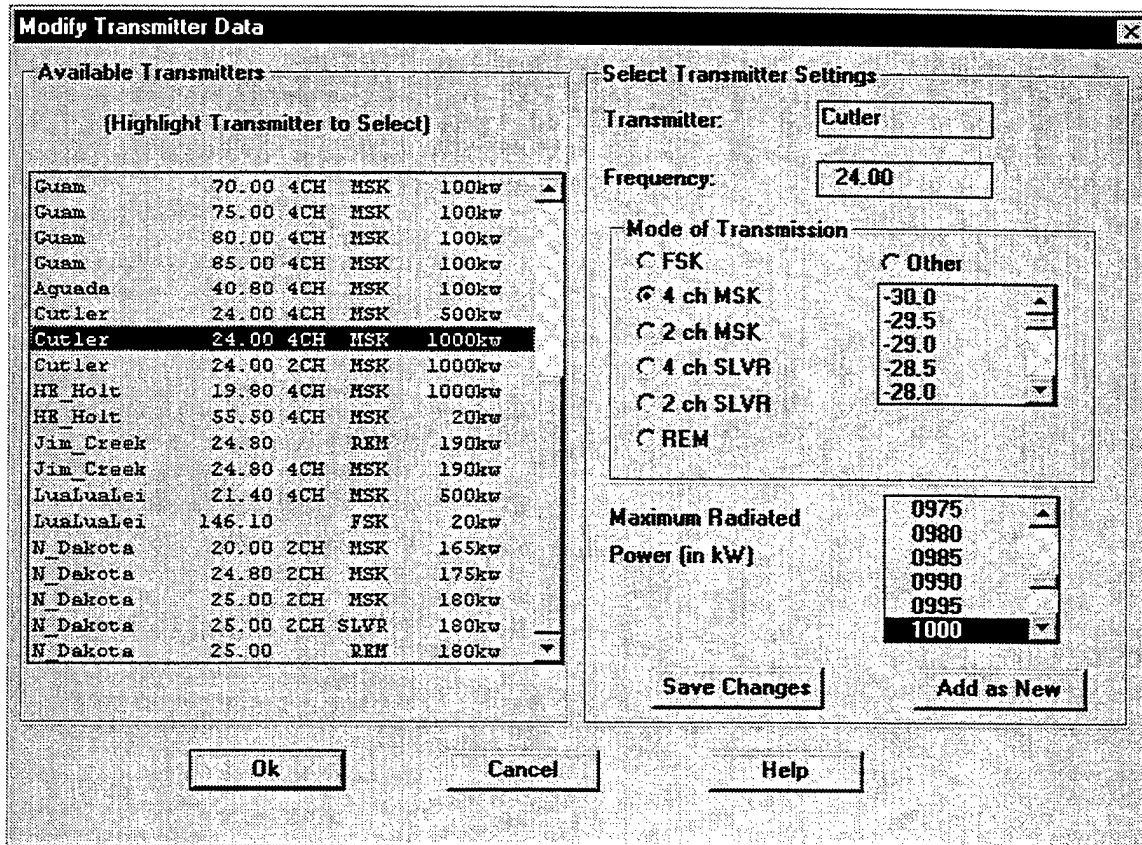 Modify Transmitter Data
Available Transmitters
(Highlight Transmitter to Select)
Guam 70.00 4CH MSK 100kw
Guam 75.00 4CH MSK 100kw
Guam 80.00 4CH MSK 100kw
Guam 85.00 4CH MSK 100kw
Aguada 40.80 4CH MSK 100kw
Cutler 24.00 4CH MSK 500kw
Cutler 24.00 4CH MSK 1000kw
Cutler 24.00 2CH MSK 1000kw
HE_Holt 19.80 4CH MSK 1000kw
HE_Holt 55.50 4CH MSK 20kw
Jim_Creek 24.80 REM 190kw
Jim_Creek 24.80 4CH MSK 190kw
LuaLuaLei 21.40 4CH MSK 500kw
LuaLuaLei 146.10 FSK 20kw
N_Dakota 20.00 2CH MSK 165kw
N_Dakota 24.80 2CH MSK 175kw
N_Dakota 25.00 2CH MSK 180kw
N_Dakota 25.00 2CH SLVR 180kw
N_Dakota 25.00 REM 180kw
Select Transmitter Settings
Transmitter: Cutler
Frequency: 24.00
Mode of Transmission
FSK
4 ch MSK
2 ch MSK
4 ch SLVR
2 ch SLVR
REM
Other
-30.0
-29.5
-29.0
-28.5
-28.0
Maximum Radiated
Power (in kW)
0975
0980
0985
0990
0995
1000
Save Changes
Add as New
Ok
Cancel
Help